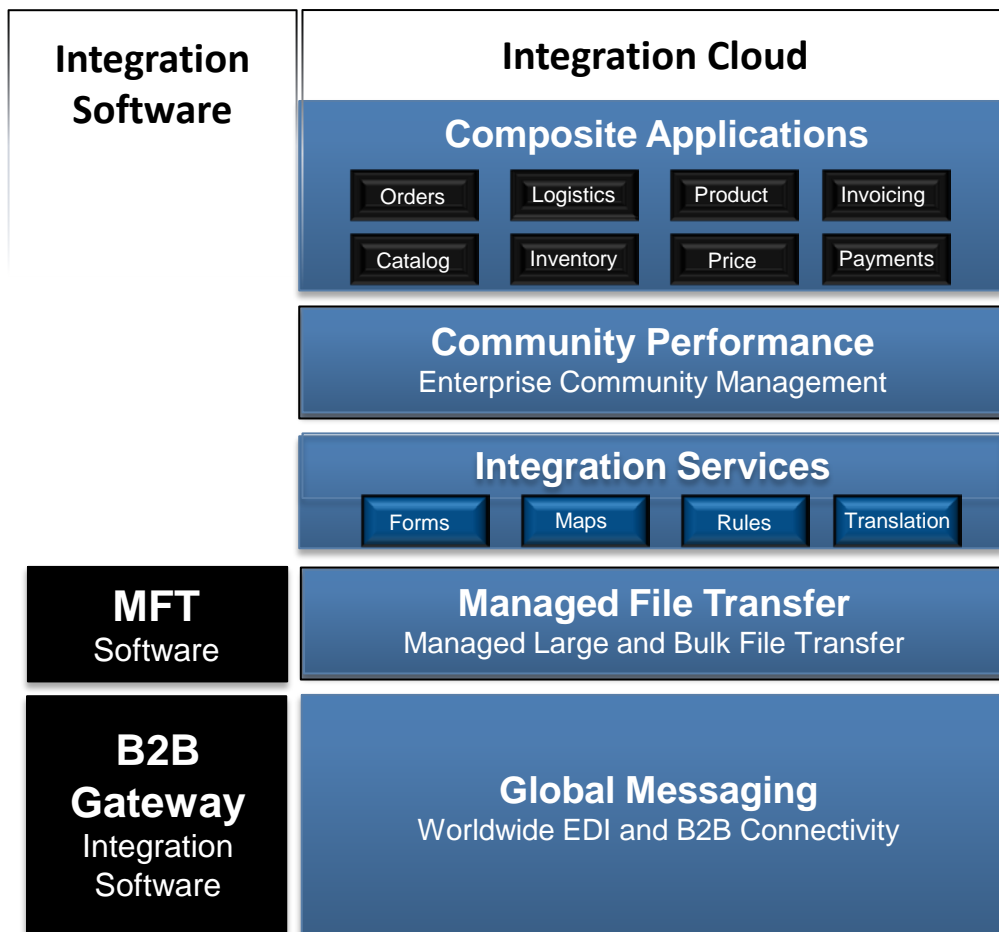 Integration
Software
Integration Cloud
Composite Applications
Orders
Logistics
Product
Invoicing
Catalog
Inventory
Price
Payments
Community Performance
Enterprise Community Management
Integration Services
Forms
Maps
Rules
Translation
MFT
Software
Managed File Transfer
Managed Large and Bulk File Transfer
B2B
Gateway
Integration
Software
Global Messaging
Worldwide EDI and B2B Connectivity